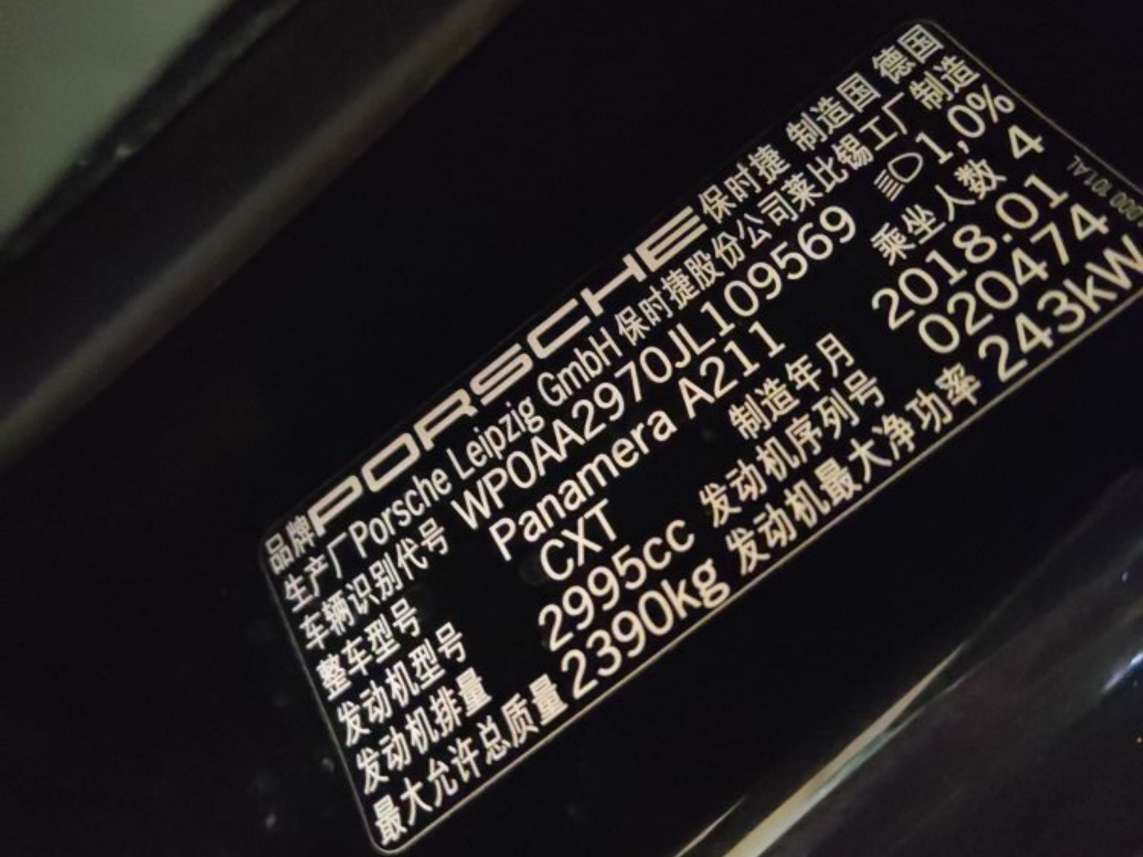 品牌 PORSCHE 保时捷 制造国 德国
生产厂 Porsche Leipzig GmbH 保时捷股份公司莱比锡工厂 制造
车辆识别代号 WP0AA2970JL109569 1,0%
整车型号 Panamera A211 乘坐人数 4
发动机型号 CXT 制造年月 2018.01
发动机排量 2995cc 发动机序列号 020474
最大允许总质量 2390kg 发动机最大净功率 243kW